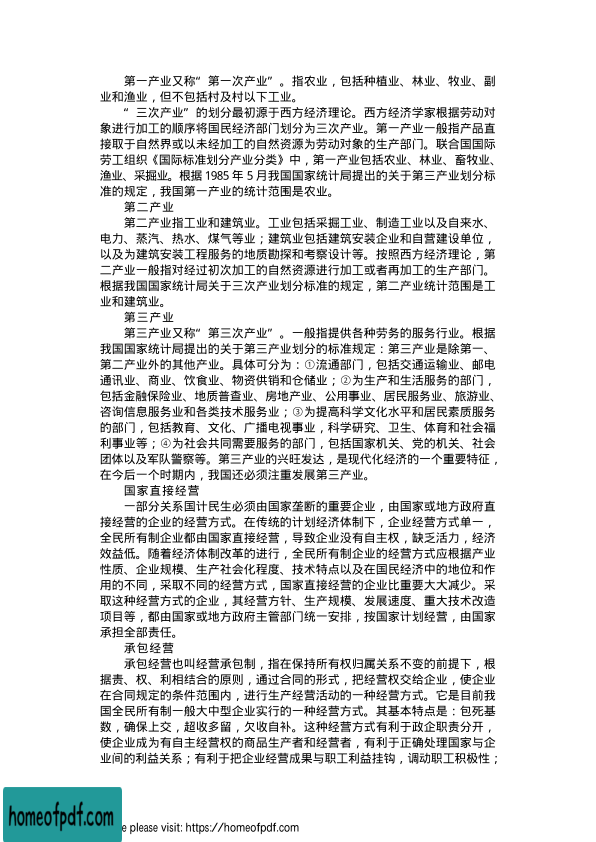 第一产业又称“第一次产业”。指农业，包括种植业、林业、牧业、副
业和渔业，但不包括村及村以下工业。
“三次产业”的划分最初源于西方经济理论。西方经济学家根据劳动对
象进行加工的顺序将国民经济部门划分为三次产业。第一产业一般指产品直
接取于自然界或以未经加工的自然资源为劳动对象的生产部门。联合国国际
劳工组织《国际标准划分产业分类》中，第一产业包括农业、林业、畜牧业、
渔业、采掘业。根据 1985 年 5 月我国国家统计局提出的关于第三产业划分标
准的规定，我国第一产业的统计范围是农业。
第二产业
第二产业指工业和建筑业。工业包括采掘工业、制造工业以及自来水、
电力、蒸汽、热水、煤气等业；建筑业包括建筑安装企业和自营建设单位，
以及为建筑安装工程服务的地质勘探和考察设计等。按照西方经济理论，第
二产业一般指对经过初次加工的自然资源进行加工或者再加工的生产部门。
根据我国国家统计局关于三次产业划分标准的规定，第二产业统计范围是工
业和建筑业。
第三产业
第三产业又称“第三次产业”。一般指提供各种劳务的服务行业。根据
我国国家统计局提出的关于第三产业划分的标准规定：第三产业是除第一、
第二产业外的其他产业。具体可分为：①流通部门，包括交通运输业、邮电
通讯业、商业、饮食业、物资供销和仓储业；②为生产和生活服务的部门，
包括金融保险业、地质普查业、房地产业、公用事业、居民服务业、旅游业、
咨询信息服务业和各类技术服务业；③为提高科学文化水平和居民素质服务
的部门，包括教育、文化、广播电视事业，科学研究、卫生、体育和社会福
利事业等；④为社会共同需要服务的部门，包括国家机关、党的机关、社会
团体以及军队警察等。第三产业的兴旺发达，是现代化经济的一个重要特征，
在今后一个时期内，我国还必须注重发展第三产业。
国家直接经营
一部分关系国计民生必须由国家垄断的重要企业，由国家或地方政府直
接经营的企业的经营方式。在传统的计划经济体制下，企业经营方式单一，
全民所有制企业都由国家直接经营，导致企业没有自主权，缺乏活力，经济
效益低。随着经济体制改革的进行，全民所有制企业的经营方式应根据产业
性质、企业规模、生产社会化程度、技术特点以及在国民经济中的地位和作
用的不同，采取不同的经营方式，国家直接经营的企业比重要大大减少。采
取这种经营方式的企业，其经营方针、生产规模、发展速度、重大技术改造
项目等，都由国家或地方政府主管部门统一安排，按国家计划经营，由国家
承担全部责任。
承包经营
承包经营也叫经营承包制，指在保持所有权归属关系不变的前提下，根
据责、权、利相结合的原则，通过合同的形式，把经营权交给企业，使企业
在合同规定的条件范围内，进行生产经营活动的一种经营方式。它是目前我
国全民所有制一般大中型企业实行的一种经营方式。其基本特点是：包死基
数，确保上交，超收多留，欠收自补。这种经营方式有利于政企职责分开，
使企业成为有自主经营权的商品生产者和经营者，有利于正确处理国家与企
业间的利益关系；有利于把企业经营成果与职工利益挂钩，调动职工积极性；
homeofpdf.com
e please visit: https://homeofpdf.com